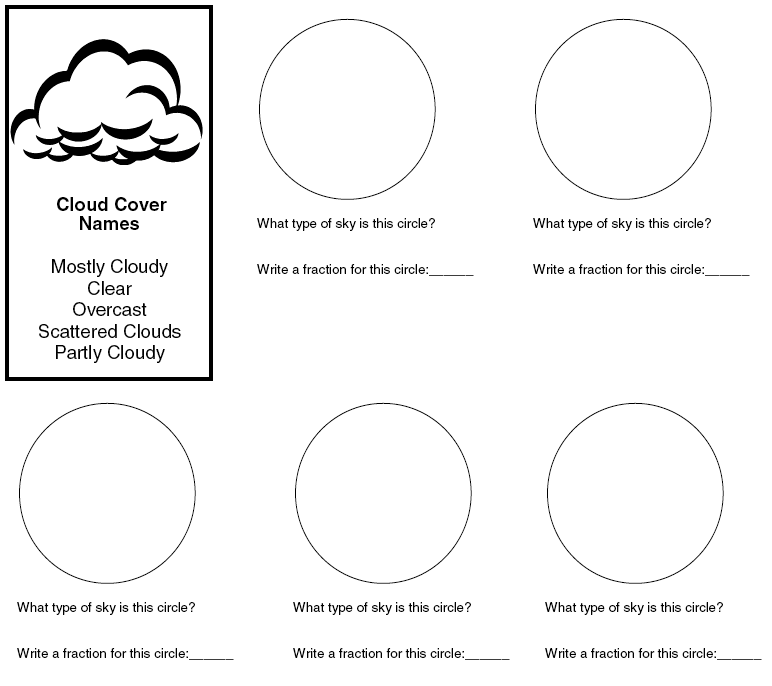 Cloud Cover
Names
Mostly Cloudy
Clear
Overcast
Scattered Clouds
Partly Cloudy
What type of sky is this circle?
Write a fraction for this circle:______
What type of sky is this circle?
Write a fraction for this circle:______
What type of sky is this circle?
Write a fraction for this circle:______
What type of sky is this circle?
Write a fraction for this circle:______
What type of sky is this circle?
Write a fraction for this circle:______